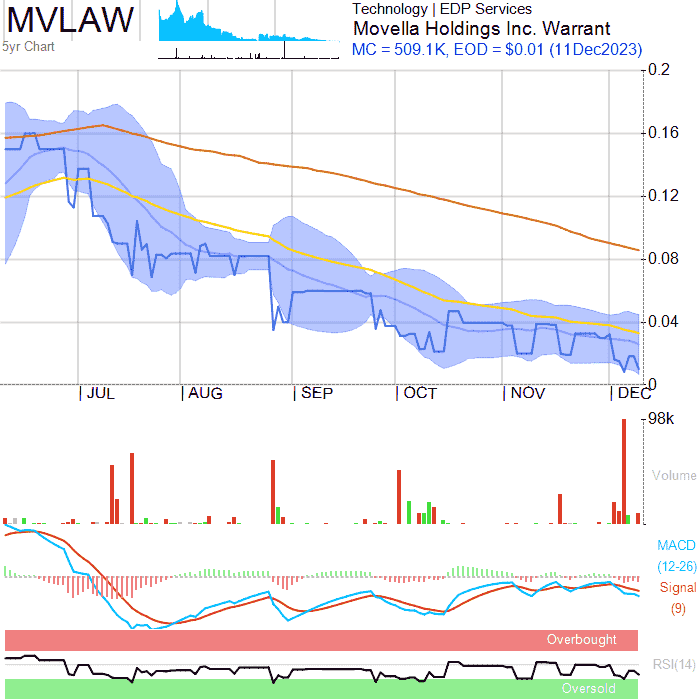 MVLAW
5yr Chart
Technology | EDP Services
Movella Holdings Inc. Warrant
MC = 509.1K, EOD = $0.01 (11Dec2023)
0.2
0.16
0.12
0.08
0.04
0
| JUL | AUG | SEP | OCT | NOV | DEC
98k
Volume
MACD
(12-26)
Signal
(9)
Overbought
RSI(14)
Oversold